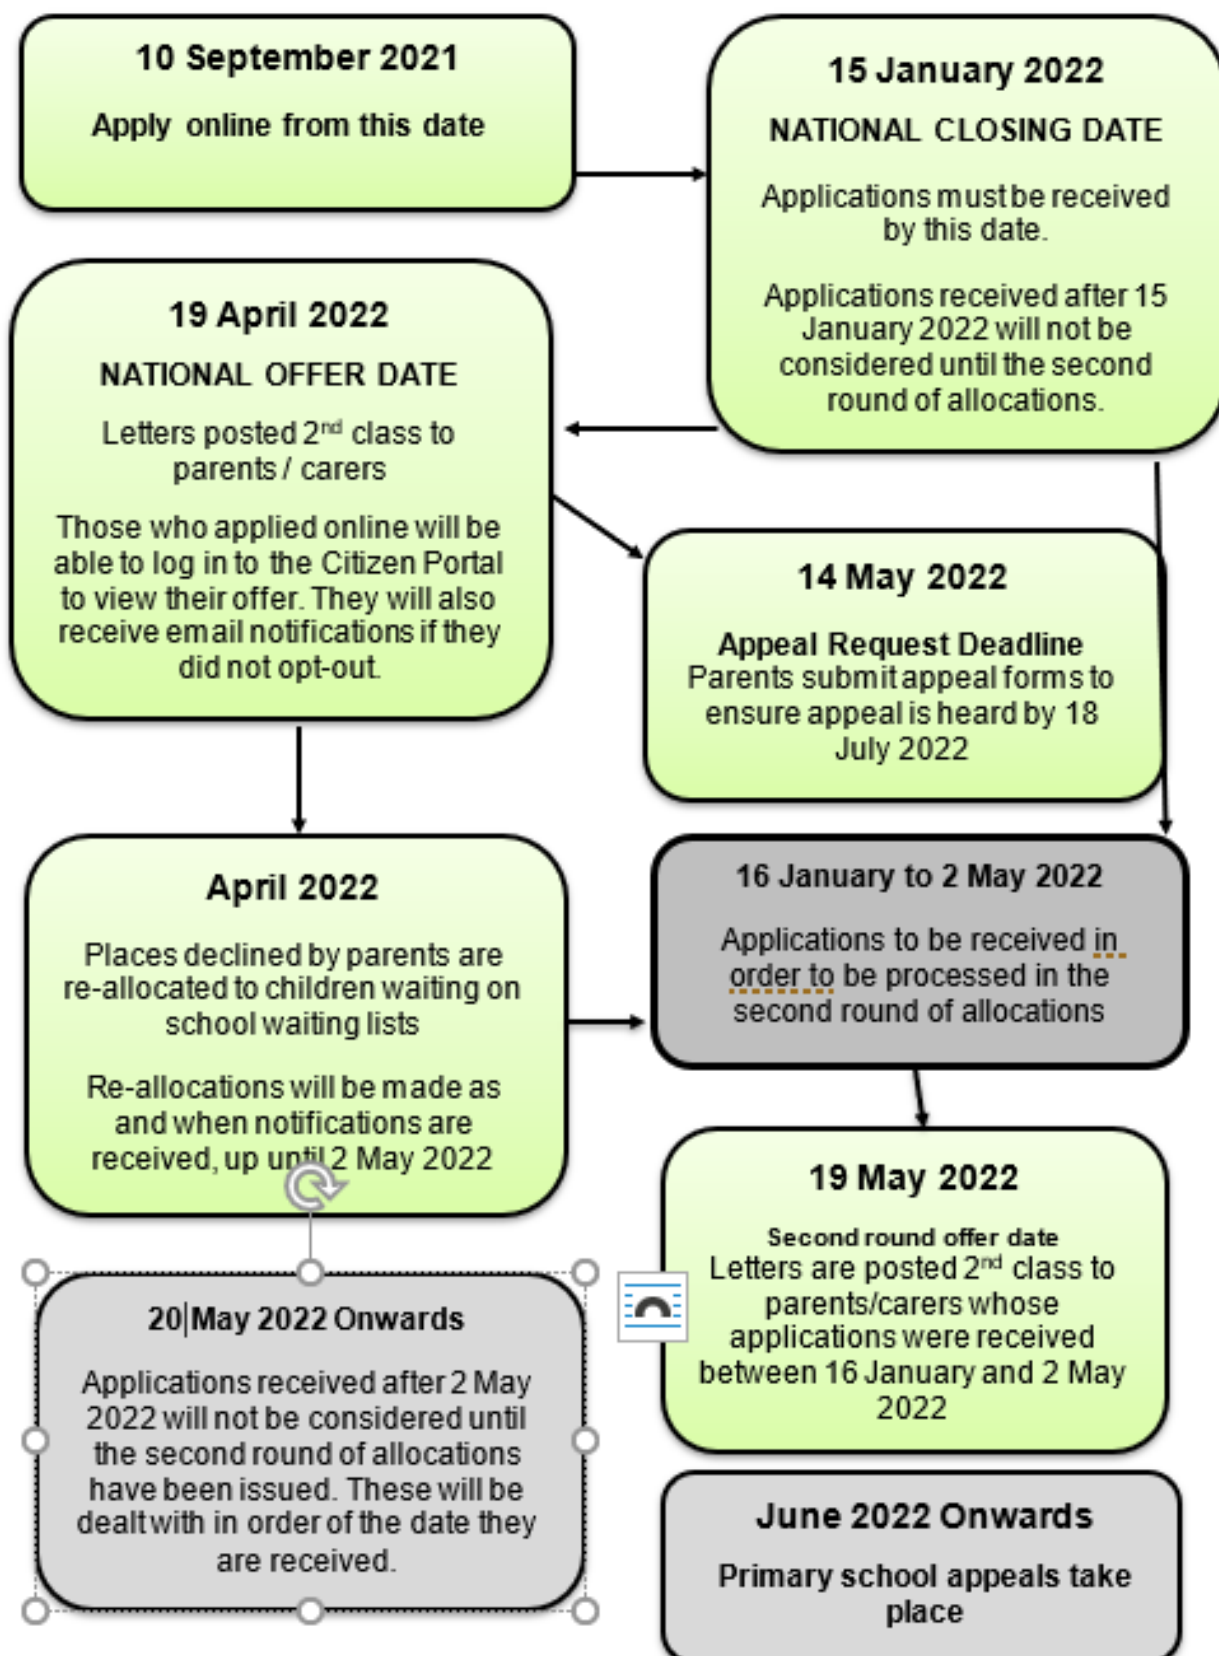 10 September 2021
Apply online from this date
15 January 2022
NATIONAL CLOSING DATE
Applications must be received
by this date.
Applications received after 15
January 2022 will not be
considered until the second
round of allocations.
19 April 2022
NATIONAL OFFER DATE
Letters posted 2nd class to
parents / carers
Those who applied online will be
able to log in to the Citizen Portal
to view their offer. They will also
receive email notifications if they
did not opt-out.
14 May 2022
Appeal Request Deadline
Parents submit appeal forms to
ensure appeal is heard by 18
July 2022
April 2022
Places declined by parents are
re-allocated to children waiting on
school waiting lists
Re-allocations will be made as
and when notifications are
received, up until 2 May 2022
16 January to 2 May 2022
Applications to be received in
order to be processed in the
second round of allocations
19 May 2022
Second round offer date
Letters are posted 2nd class to
parents/carers whose
applications were received
between 16 January and 2 May
2022
20 May 2022 Onwards
Applications received after 2 May
2022 will not be considered until
the second round of allocations
have been issued. These will be
dealt with in order of the date they
are received.
June 2022 Onwards
Primary school appeals take
place